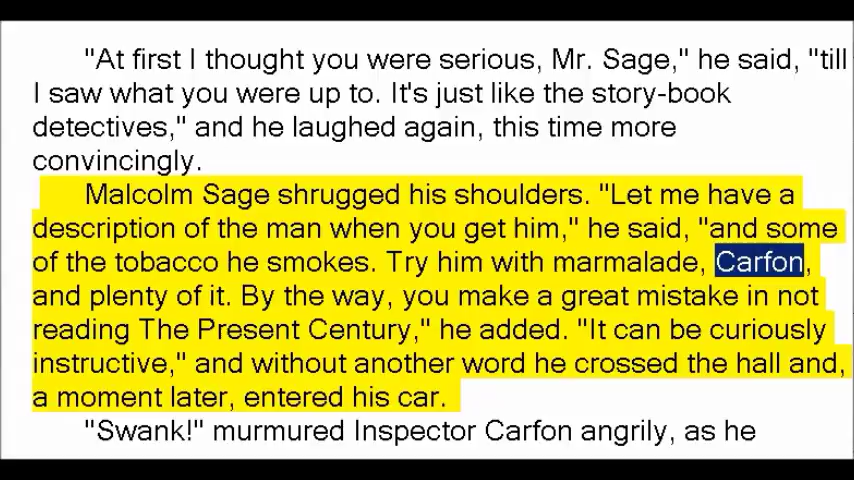 "At first I thought you were serious, Mr. Sage," he said, "till
I saw what you were up to. It's just like the story-book
detectives," and he laughed again, this time more
convincingly.
Malcolm Sage shrugged his shoulders. "Let me have a
description of the man when you get him," he said, "and some
of the tobacco he smokes. Try him with marmalade, Carfon,
and plenty of it. By the way, you make a great mistake in not
reading The Present Century," he added. "It can be curiously
instructive," and without another word he crossed the hall and,
a moment later, entered his car.
"Swank!" murmured Inspector Carfon angrily, as he